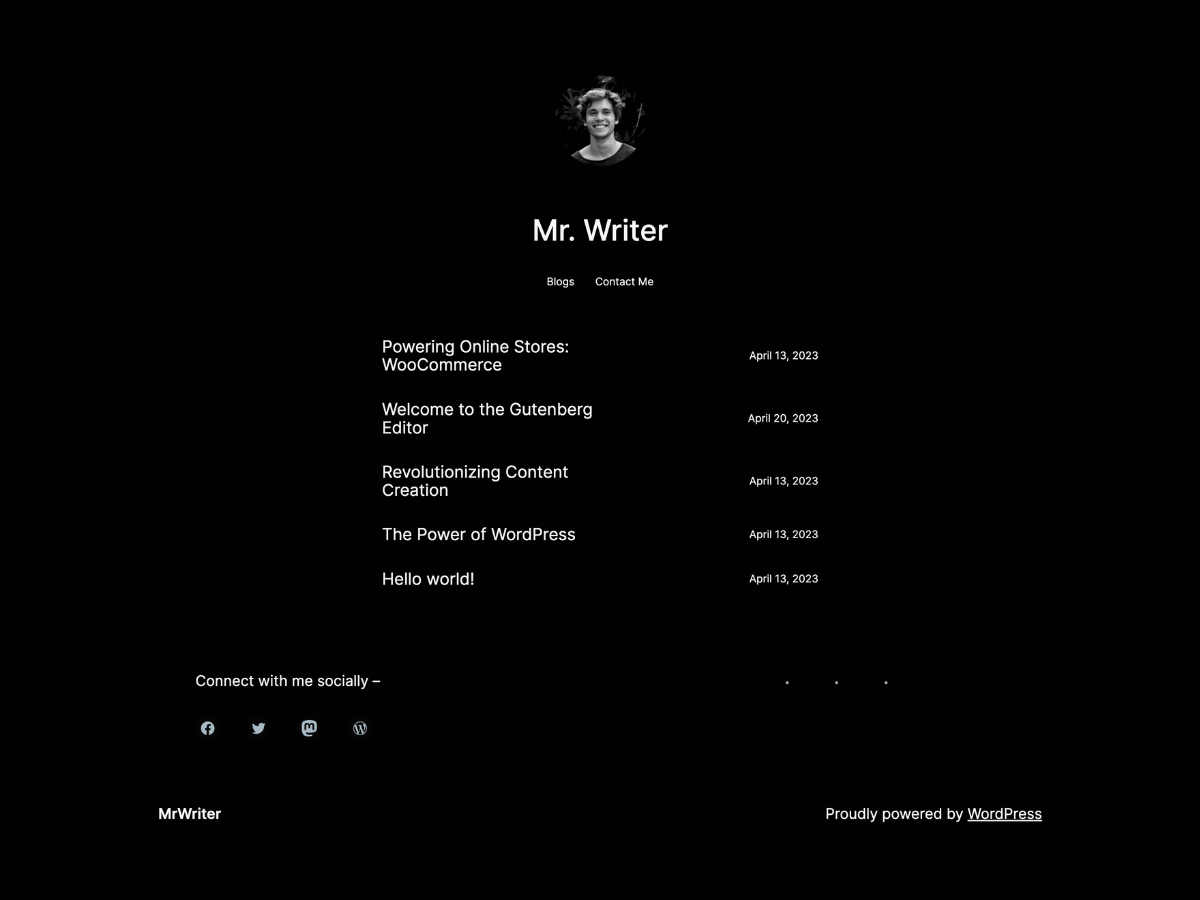 Mr. Writer
Blogs Contact Me
Powering Online Stores:
WooCommerce
April 13, 2023
Welcome to the Gutenberg
Editor
April 20, 2023
Revolutionizing Content
Creation
April 13, 2023
The Power of WordPress
April 13, 2023
Hello world!
April 13, 2023
Connect with me socially –
MrWriter
Proudly powered by WordPress